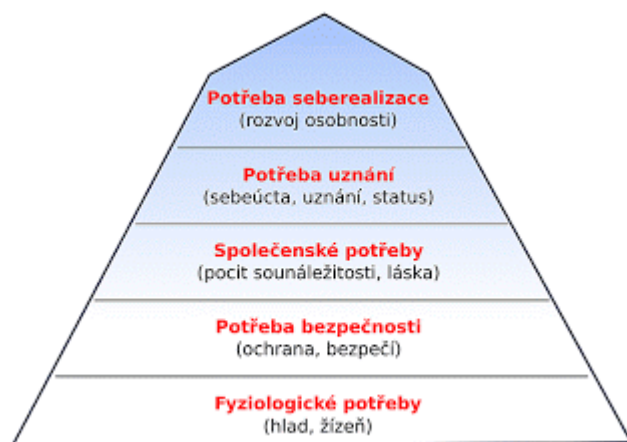 Potřeba seberealizace
(rozvoj osobnosti)
Potřeba uznání
(sebeúcta, uznání, status)
Společenské potřeby
(pocit sounáležitosti, láska)
Potřeba bezpečnosti
(ochrana, bezpečí)
Fyziologické potřeby
(hlad, žízeň)